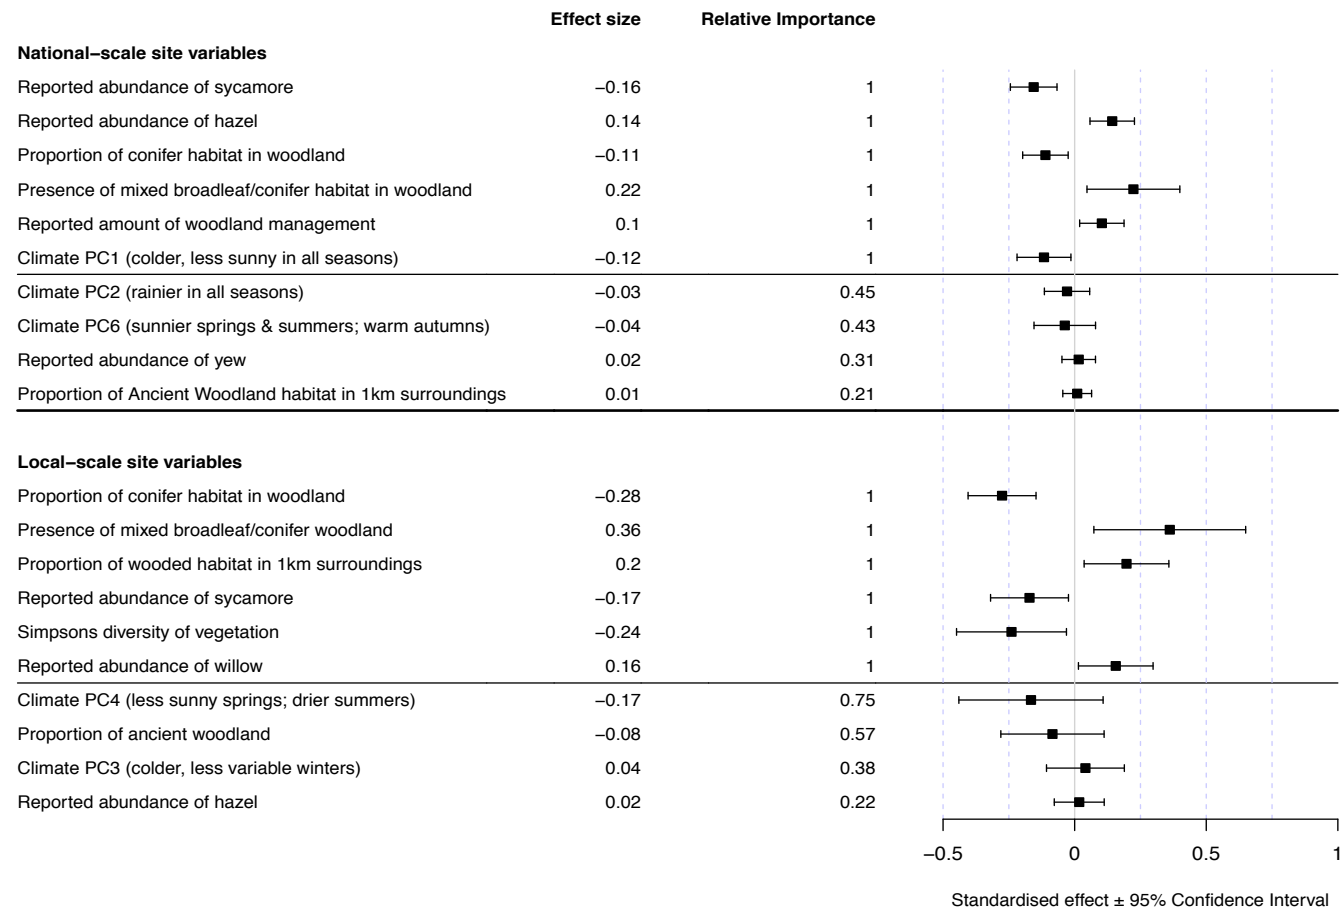 Effect size Relative Importance
National−scale site variables
Reported abundance of sycamore −0.16 1
Reported abundance of hazel 0.14 1
Proportion of conifer habitat in woodland −0.11 1
Presence of mixed broadleaf/conifer habitat in woodland 0.22 1
Reported amount of woodland management 0.1 1
Climate PC1 (colder, less sunny in all seasons) −0.12 1
Climate PC2 (rainier in all seasons) −0.03 0.45
Climate PC6 (sunnier springs & summers; warm autumns) −0.04 0.43
Reported abundance of yew 0.02 0.31
Proportion of Ancient Woodland habitat in 1km surroundings 0.01 0.21
Local−scale site variables
Proportion of conifer habitat in woodland −0.28 1
Presence of mixed broadleaf/conifer woodland 0.36 1
Proportion of wooded habitat in 1km surroundings 0.2 1
Reported abundance of sycamore −0.17 1
Simpsons diversity of vegetation −0.24 1
Reported abundance of willow 0.16 1
Climate PC4 (less sunny springs; drier summers) −0.17 0.75
Proportion of ancient woodland −0.08 0.57
Climate PC3 (colder, less variable winters) 0.04 0.38
Reported abundance of hazel 0.02 0.22
−0.5 0 0.5 1
Standardised effect ± 95% Confidence Interval